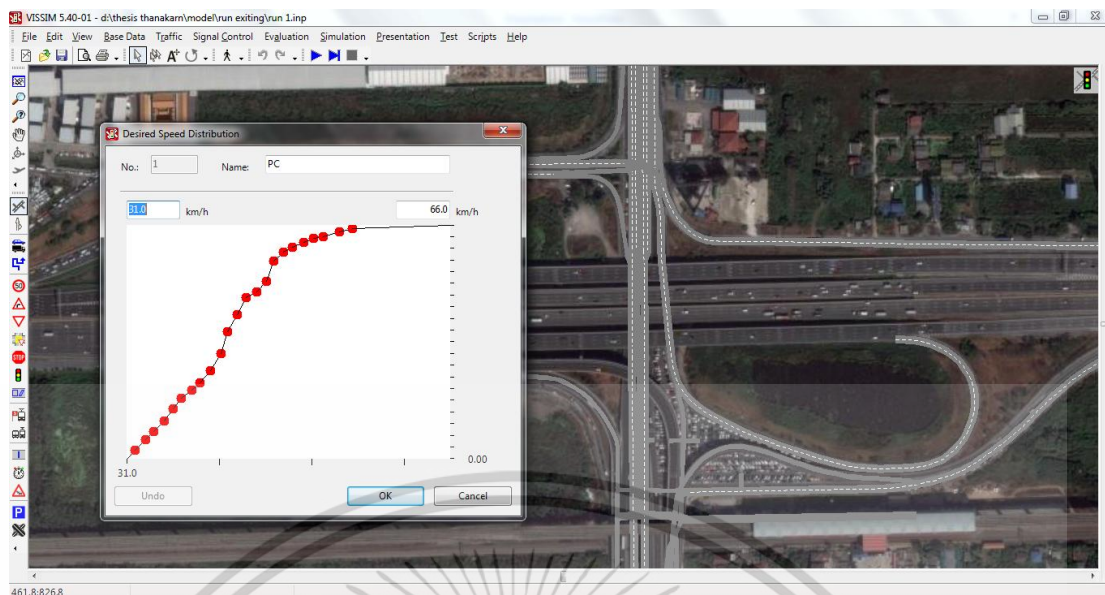 VISSIM 5.40-01 - d:\thesis thanakarn\model\run exiting\run 1.inp
File Edit View Base Data Traffic Signal Control Evaluation Simulation Presentation Test Scripts Help
Desired Speed Distribution
No.: 1 Name: PC
31.0 km/h 66.0 km/h
0.00
31.0
Undo OK Cancel
50
STOP
P
461.8:826.8